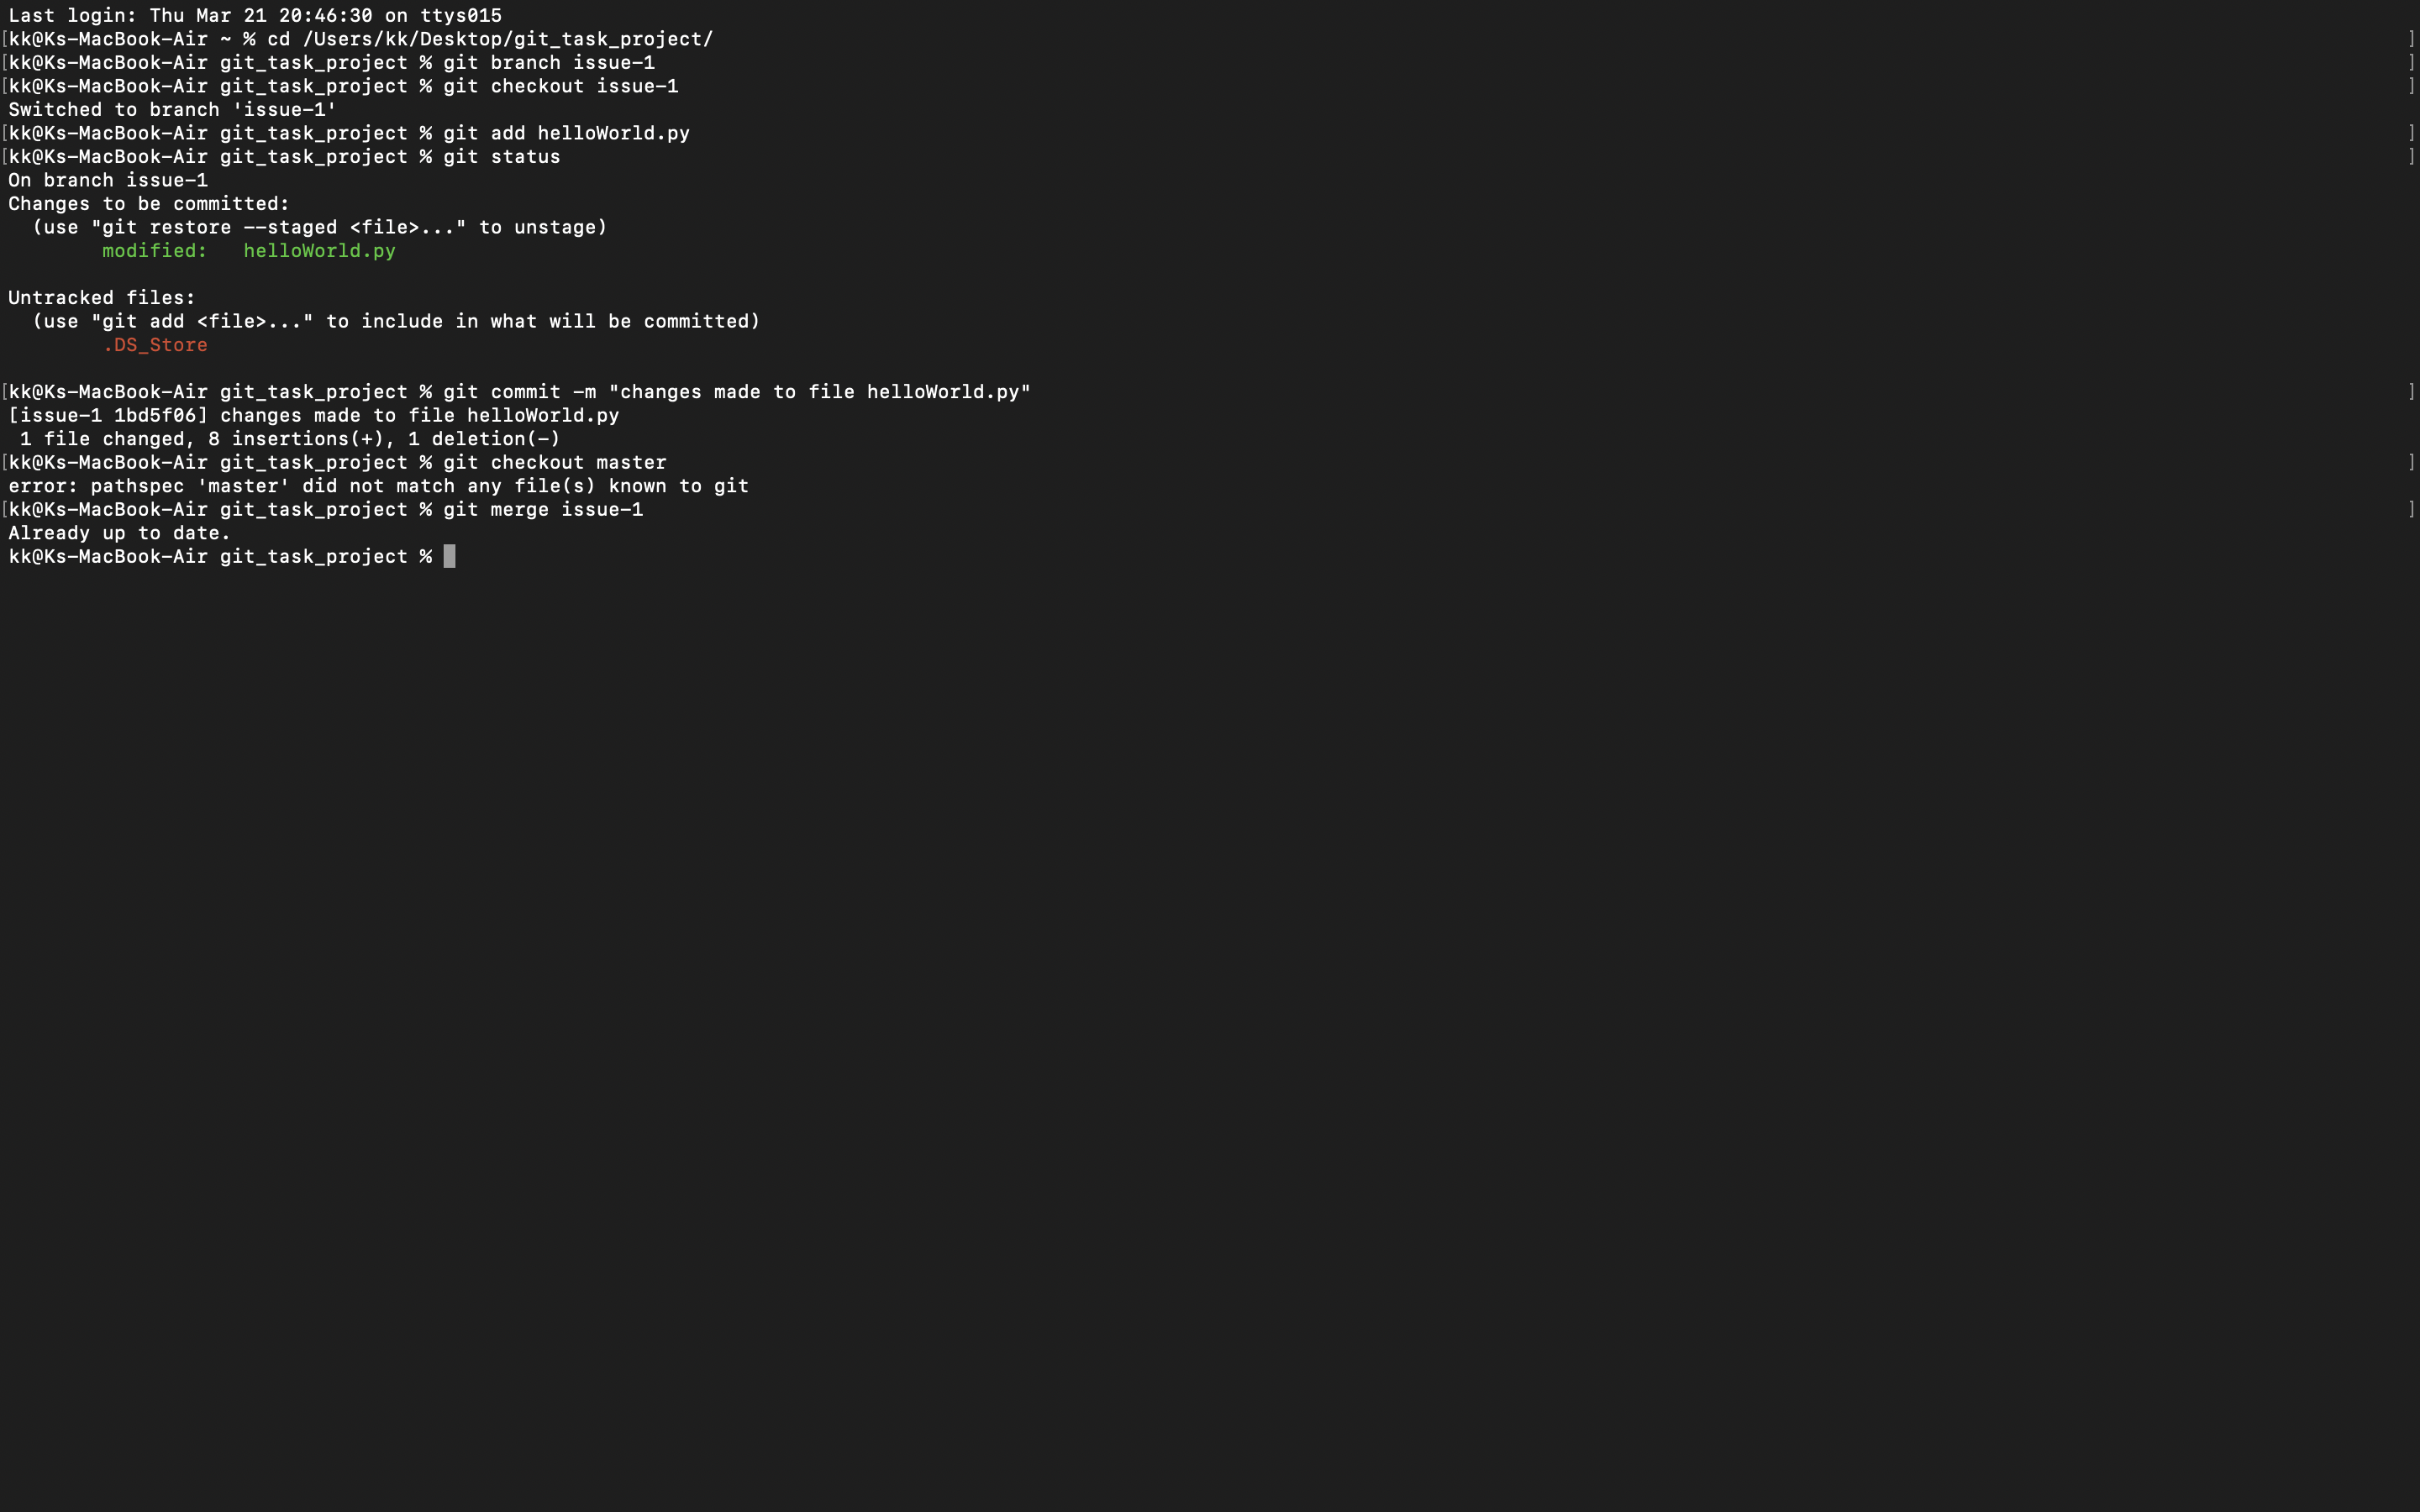 Last login: Thu Mar 21 20:46:30 on ttys015
[kk@Ks-MacBook-Air ~ % cd /Users/kk/Desktop/git_task_project/ ]
[kk@Ks-MacBook-Air git_task_project % git branch issue-1 ]
[kk@Ks-MacBook-Air git_task_project % git checkout issue-1 ]
Switched to branch 'issue-1'
[kk@Ks-MacBook-Air git_task_project % git add helloWorld.py ]
[kk@Ks-MacBook-Air git_task_project % git status ]
On branch issue-1
Changes to be committed:
  (use "git restore --staged <file>..." to unstage)
        modified:   helloWorld.py

Untracked files:
  (use "git add <file>..." to include in what will be committed)
        .DS_Store

[kk@Ks-MacBook-Air git_task_project % git commit -m "changes made to file helloWorld.py" ]
[issue-1 1bd5f06] changes made to file helloWorld.py
 1 file changed, 8 insertions(+), 1 deletion(-)
[kk@Ks-MacBook-Air git_task_project % git checkout master ]
error: pathspec 'master' did not match any file(s) known to git
[kk@Ks-MacBook-Air git_task_project % git merge issue-1 ]
Already up to date.
kk@Ks-MacBook-Air git_task_project %